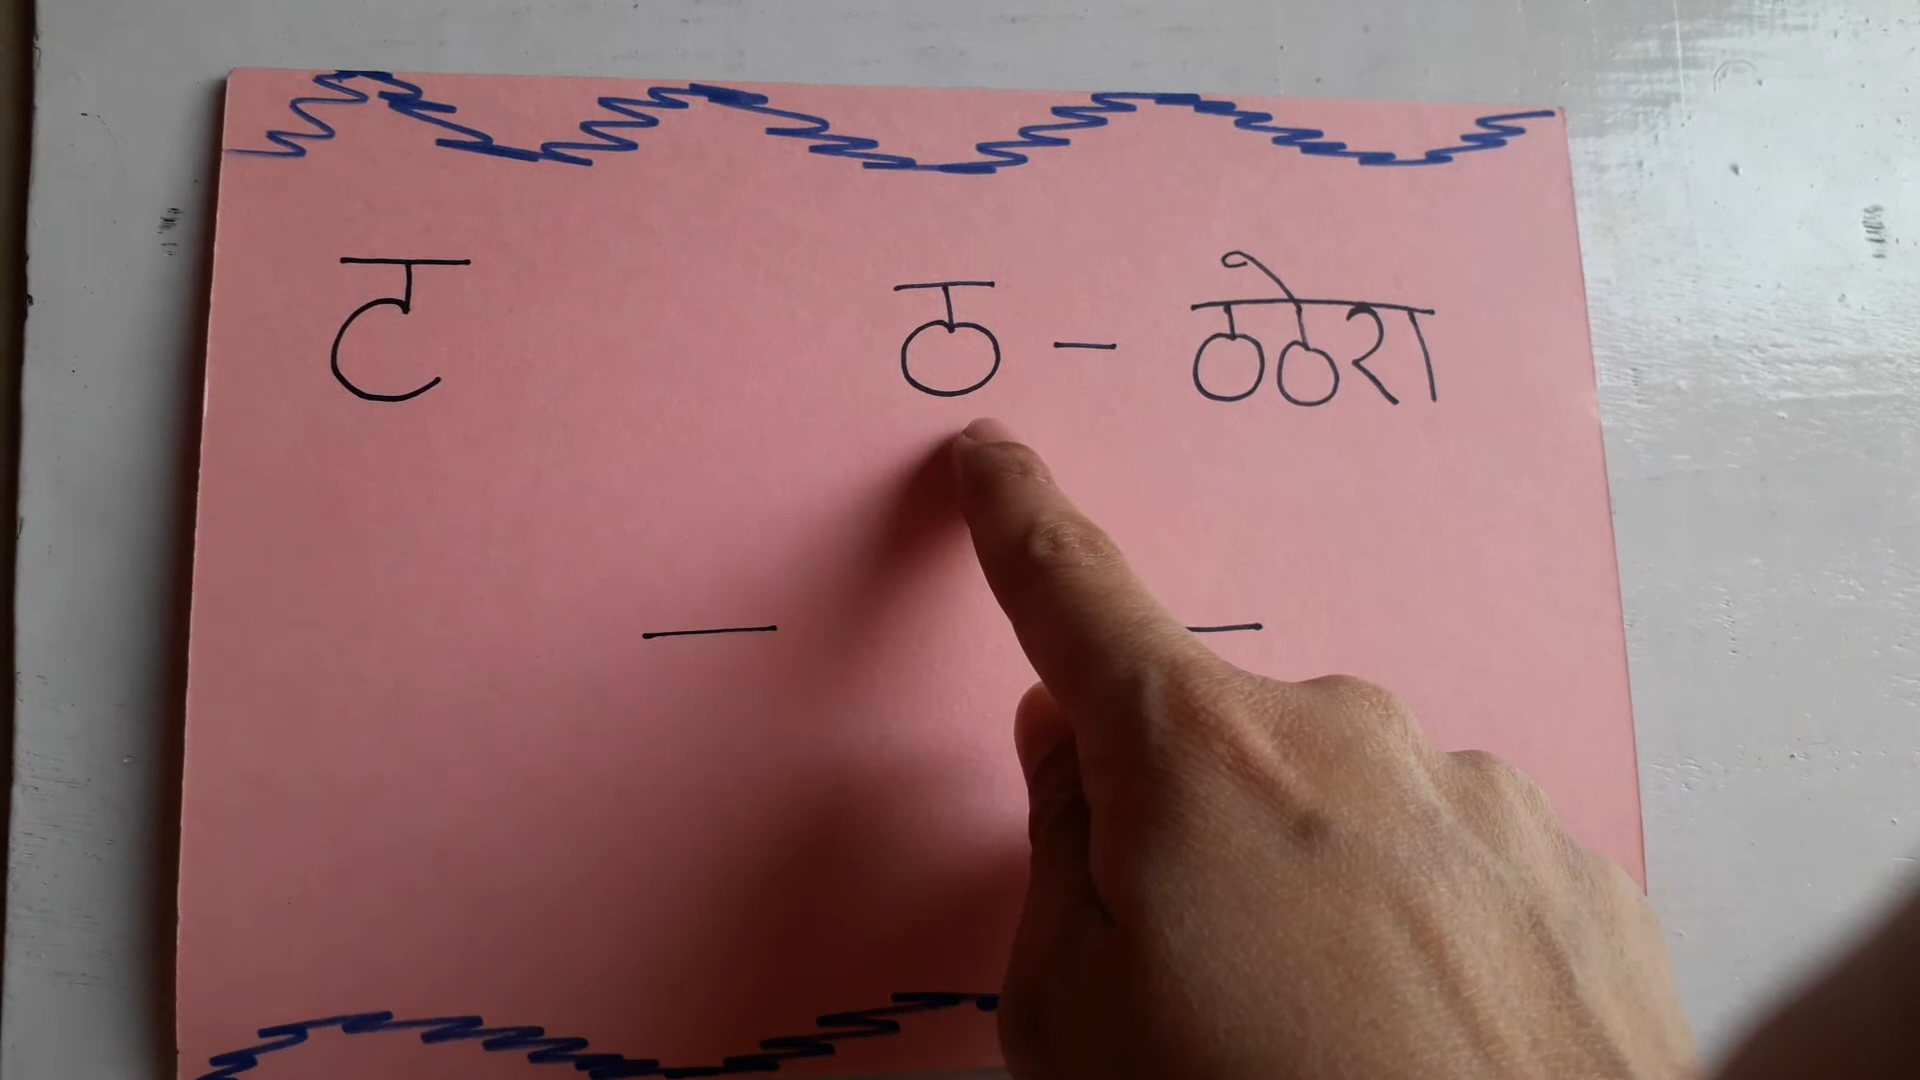 ट ठ - ठठेरा
— —